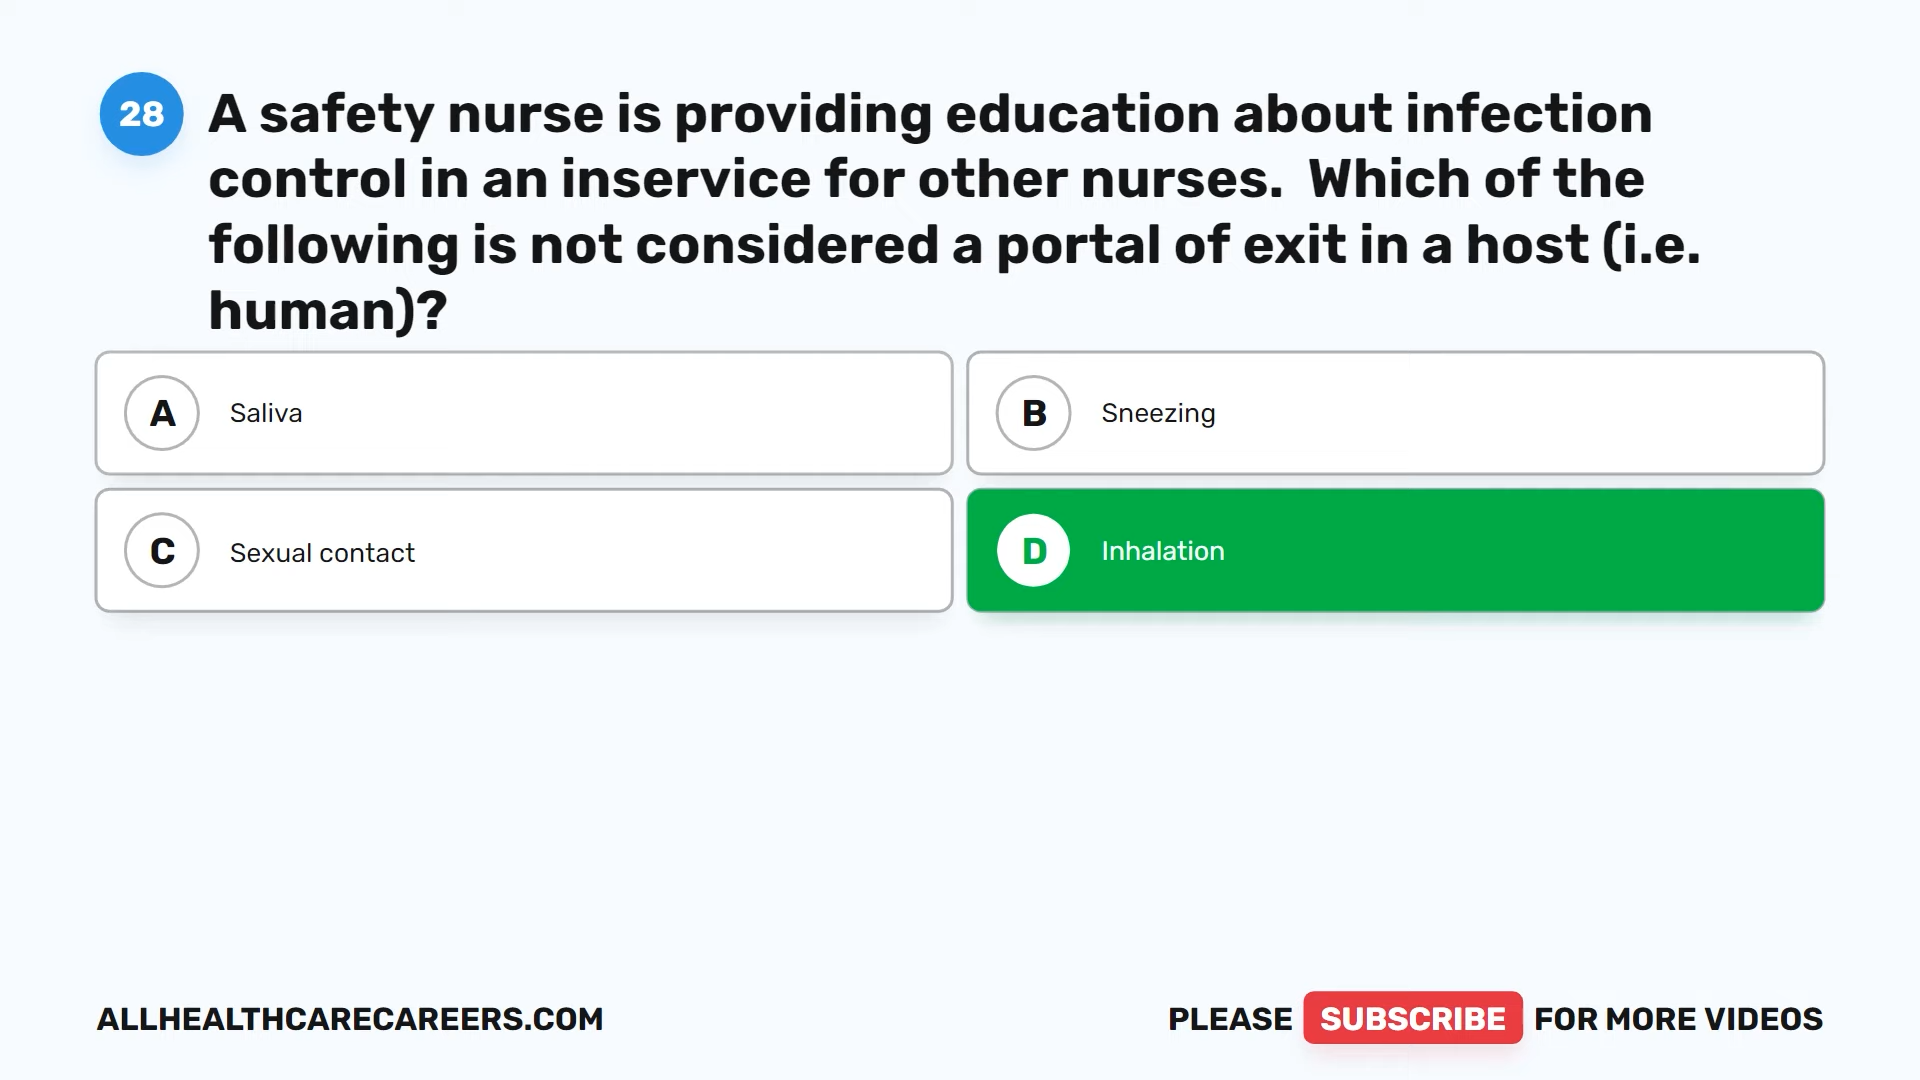 28
A safety nurse is providing education about infection
control in an inservice for other nurses.  Which of the
following is not considered a portal of exit in a host (i.e.
human)?
A Saliva
B Sneezing
C Sexual contact
D Inhalation
ALLHEALTHCARECAREERS.COM
PLEASE SUBSCRIBE FOR MORE VIDEOS